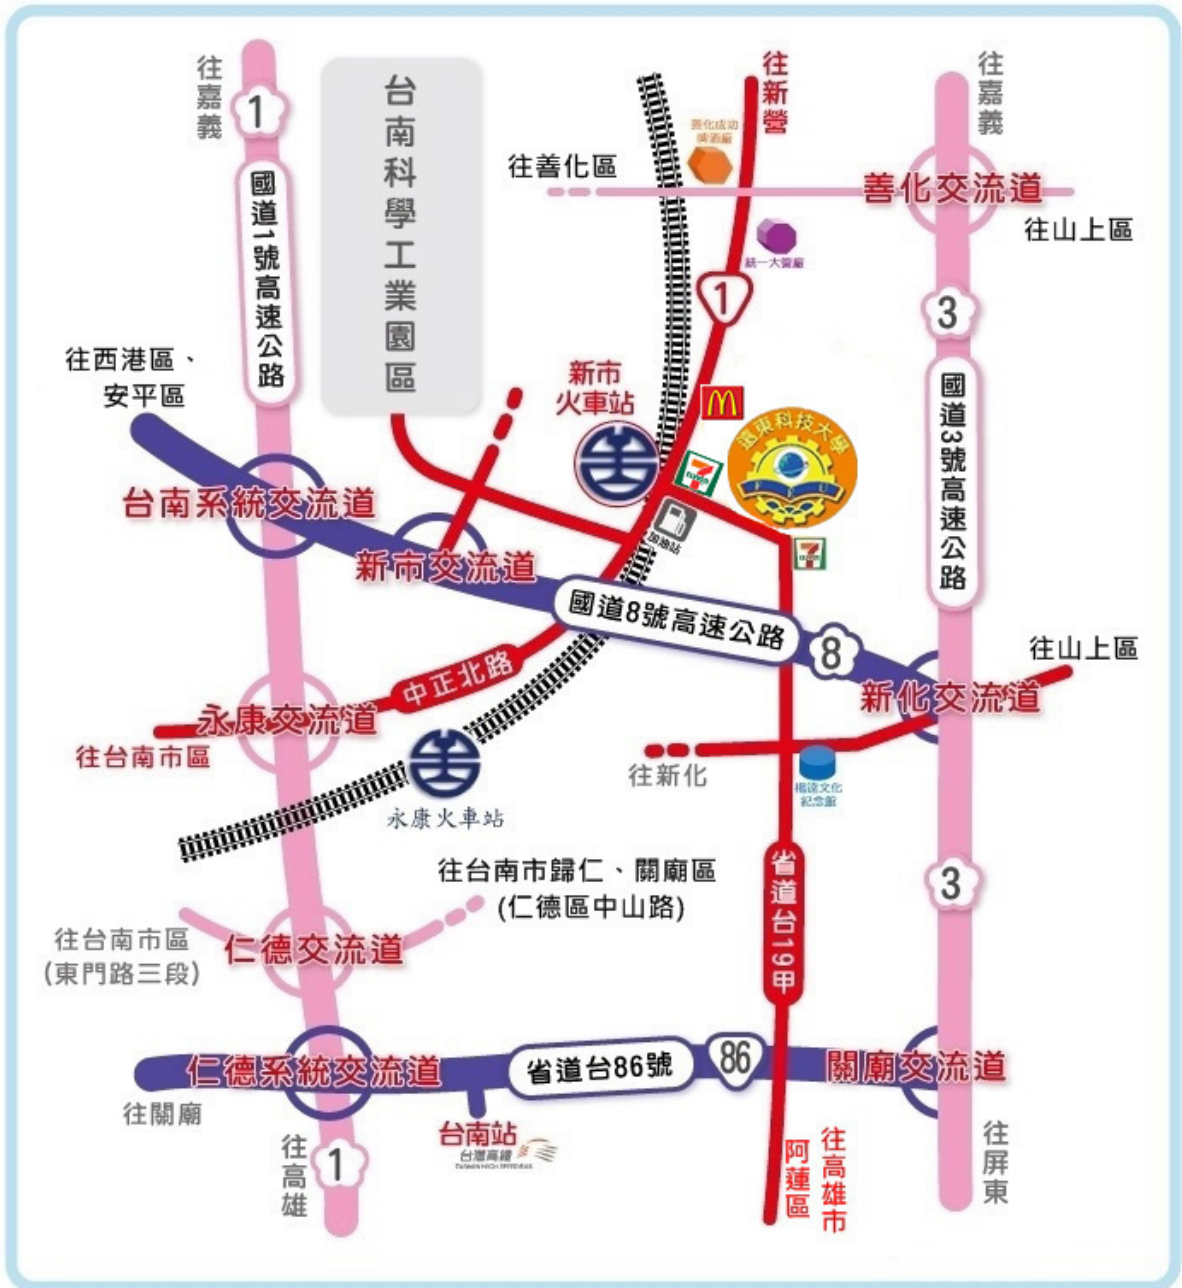 往嘉義
1
國道1號高速公路
台南科學工業園區
往新營
善化成功
啤酒廠
往善化區
往嘉義
善化交流道
往山上區
統一大營廠
1
3
國道3號高速公路
往西港區、
安平區
新市
火車站
遠東科技大學
FEU
7
ELEVEN
加油站
7
ELEVEN
台南系統交流道
新市交流道
國道8號高速公路
8
往山上區
新化交流道
中正北路
永康交流道
往台南市區
往新化
楊逵文化
紀念館
永康火車站
往台南市歸仁、關廟區
(仁德區中山路)
省道台19甲
3
往台南市區
(東門路三段)
仁德交流道
仁德系統交流道
省道台86號
86
關廟交流道
往關廟
台南站
台灣高鐵
TAIWAN HIGH SPEED RAIL
往高雄
1
往高雄市
阿蓮區
往屏東